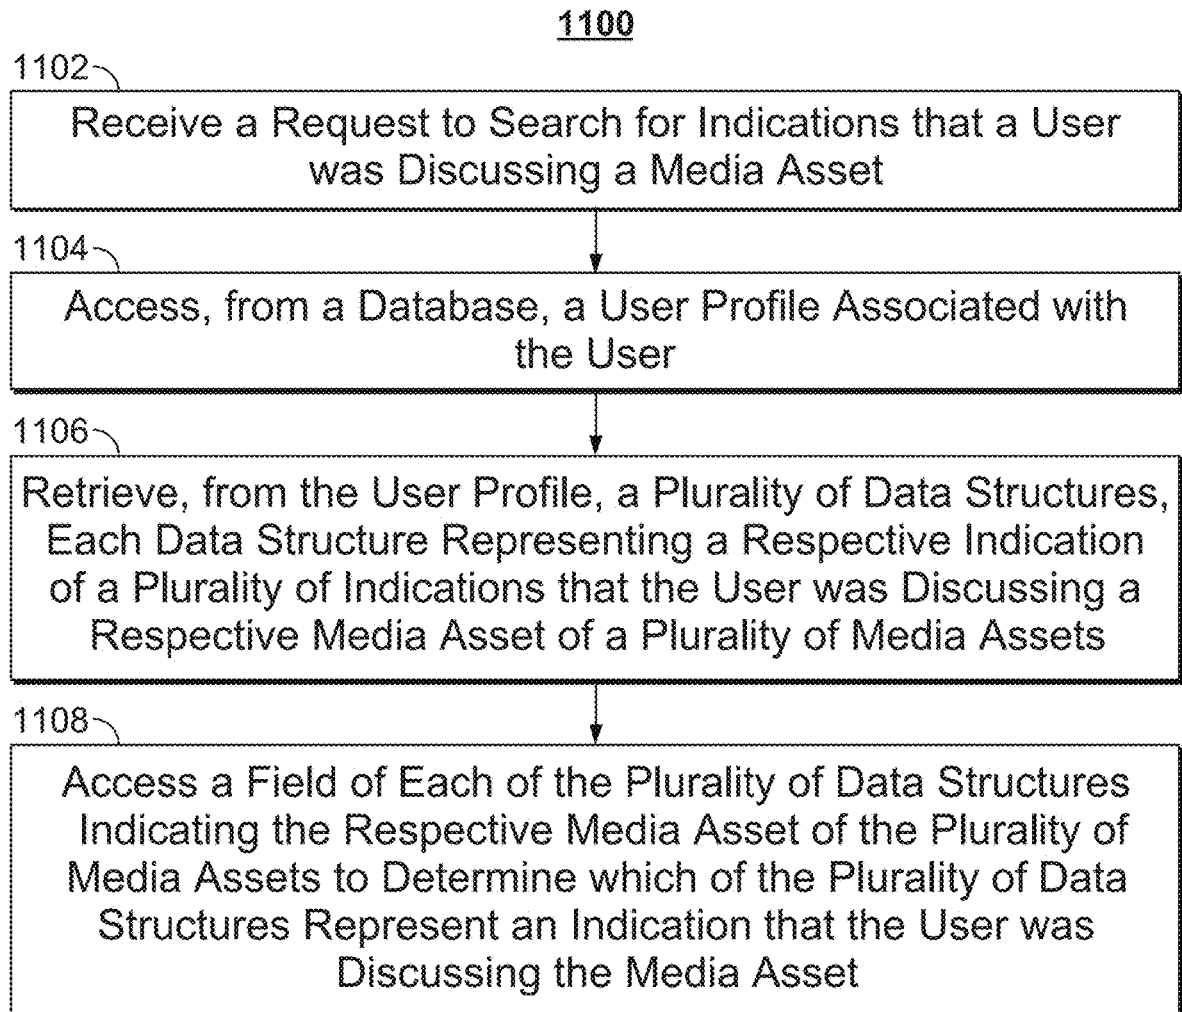 1100
1102
Receive a Request to Search for Indications that a User
was Discussing a Media Asset
1104
Access, from a Database, a User Profile Associated with
the User
1106
Retrieve, from the User Profile, a Plurality of Data Structures,
Each Data Structure Representing a Respective Indication
of a Plurality of Indications that the User was Discussing a
Respective Media Asset of a Plurality of Media Assets
1108
Access a Field of Each of the Plurality of Data Structures
Indicating the Respective Media Asset of the Plurality of
Media Assets to Determine which of the Plurality of Data
Structures Represent an Indication that the User was
Discussing the Media Asset